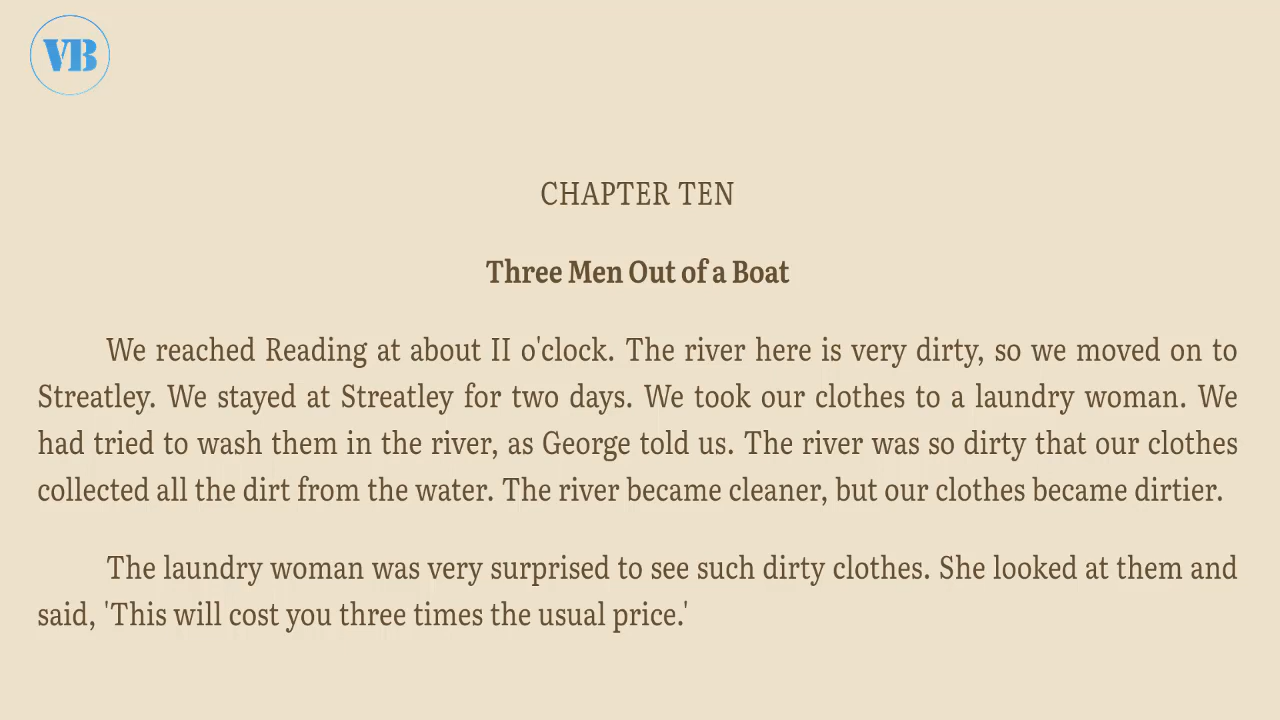 VB
CHAPTER TEN
Three Men Out of a Boat
We reached Reading at about II o'clock. The river here is very dirty, so we moved on to
Streatley. We stayed at Streatley for two days. We took our clothes to a laundry woman. We
had tried to wash them in the river, as George told us. The river was so dirty that our clothes
collected all the dirt from the water. The river became cleaner, but our clothes became dirtier.
The laundry woman was very surprised to see such dirty clothes. She looked at them and
said, 'This will cost you three times the usual price.'